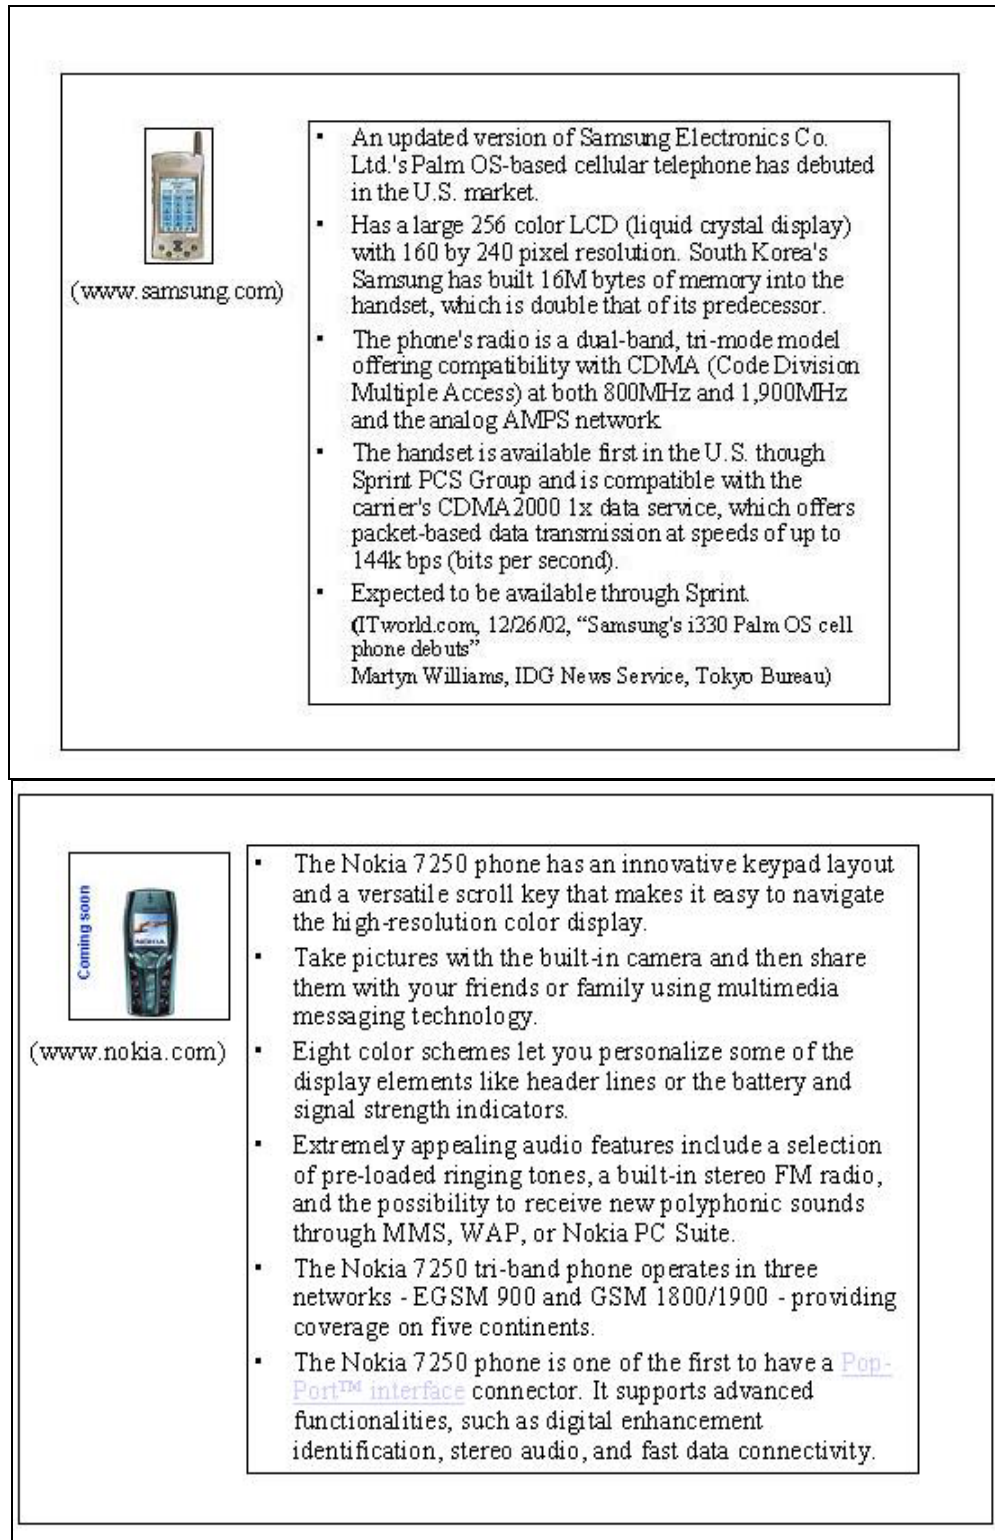 (www.samsung.com)
▪ An updated version of Samsung Electronics Co.
Ltd.'s Palm OS-based cellular telephone has debuted
in the U.S. market.
▪ Has a large 256 color LCD (liquid crystal display)
with 160 by 240 pixel resolution. South Korea's
Samsung has built 16M bytes of memory into the
handset, which is double that of its predecessor.
▪ The phone's radio is a dual-band, tri-mode model
offering compatibility with CDMA (Code Division
Multiple Access) at both 800MHz and 1,900MHz
and the analog AMPS network
▪ The handset is available first in the U.S. though
Sprint PCS Group and is compatible with the
carrier's CDMA2000 1x data service, which offers
packet-based data transmission at speeds of up to
144k bps (bits per second).
▪ Expected to be available through Sprint.
(ITworld.com, 12/26/02, “Samsung's i330 Palm OS cell
phone debuts”
Martyn Williams, IDG News Service, Tokyo Bureau)
Coming soon
NOKIA
(www.nokia.com)
▪ The Nokia 7250 phone has an innovative keypad layout
and a versatile scroll key that makes it easy to navigate
the high-resolution color display.
▪ Take pictures with the built-in camera and then share
them with your friends or family using multimedia
messaging technology.
▪ Eight color schemes let you personalize some of the
display elements like header lines or the battery and
signal strength indicators.
▪ Extremely appealing audio features include a selection
of pre-loaded ringing tones, a built-in stereo FM radio,
and the possibility to receive new polyphonic sounds
through MMS, WAP, or Nokia PC Suite.
▪ The Nokia 7250 tri-band phone operates in three
networks - EGSM 900 and GSM 1800/1900 - providing
coverage on five continents.
▪ The Nokia 7250 phone is one of the first to have a Pop-
Port™ interface connector. It supports advanced
functionalities, such as digital enhancement
identification, stereo audio, and fast data connectivity.